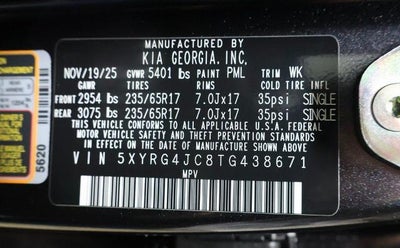 MANUFACTURED BY
KIA GEORGIA, INC.
NOV/19/25 GVWR 5401 lbs PAINT PML TRIM WK
GAWR TIRES RIMS COLD TIRE INFL
FRONT 2954 lbs 235/65R17 7.0Jx17 35psi SINGLE
REAR 3075 lbs 235/65R17 7.0Jx17 35psi SINGLE
THIS VEHICLE CONFORMS TO ALL APPLICABLE
FEDERAL MOTOR VEHICLE
SAFETY AND THEFT PREVENTION STANDARDS
IN EFFECT ON THE DATE OF
MANUFACTURE SHOWN ABOVE
VIN 5XYRG4JC8TG438671
MPV
5620